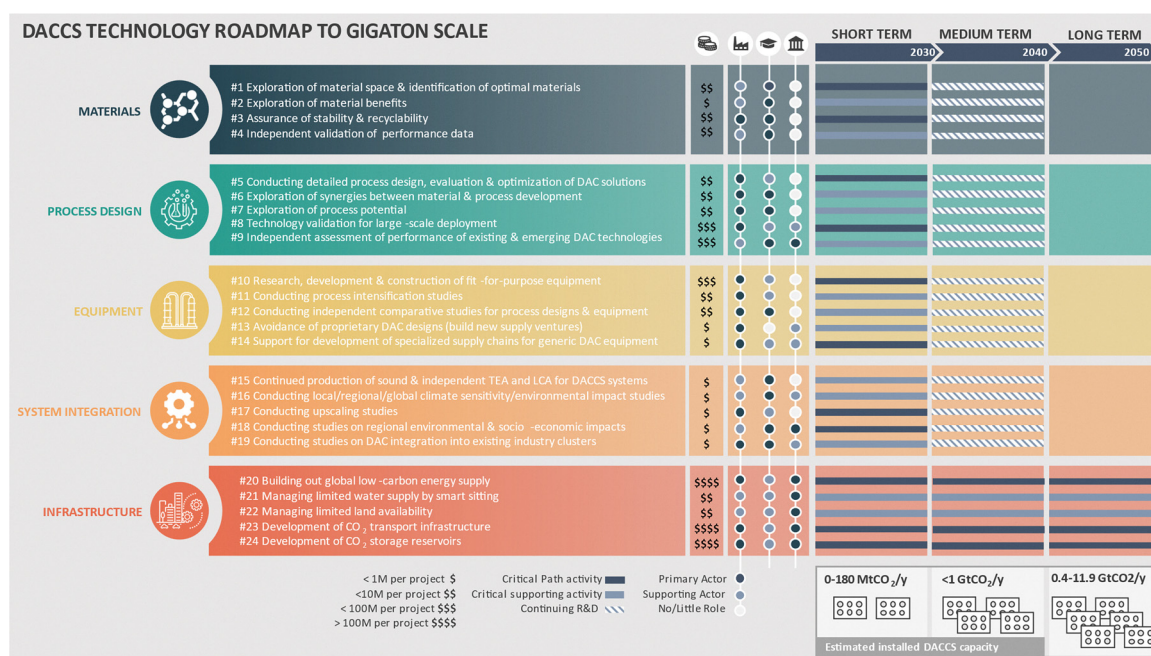 DACCS TECHNOLOGY ROADMAP TO GIGATON SCALE
SHORT TERM MEDIUM TERM LONG TERM
2030 2040 2050
MATERIALS
#1 Exploration of material space & identification of optimal materials $$
#2 Exploration of material benefits $
#3 Assurance of stability & recyclability $$
#4 Independent validation of performance data $$
PROCESS DESIGN
#5 Conducting detailed process design, evaluation & optimization of DAC solutions $$
#6 Exploration of synergies between material & process development $$
#7 Exploration of process potential $$
#8 Technology validation for large -scale deployment $$$
#9 Independent assessment of performance of existing & emerging DAC technologies $$$
EQUIPMENT
#10 Research, development & construction of fit -for-purpose equipment $$$
#11 Conducting process intensification studies $$
#12 Conducting independent comparative studies for process designs & equipment $$
#13 Avoidance of proprietary DAC designs (build new supply ventures) $
#14 Support for development of specialized supply chains for generic DAC equipment $
SYSTEM INTEGRATION
#15 Continued production of sound & independent TEA and LCA for DACCS systems $
#16 Conducting local/regional/global climate sensitivity/environmental impact studies $
#17 Conducting upscaling studies $
#18 Conducting studies on regional environmental & socio -economic impacts $
#19 Conducting studies on DAC integration into existing industry clusters $
INFRASTRUCTURE
#20 Building out global low -carbon energy supply $$$$
#21 Managing limited water supply by smart sitting $$
#22 Managing limited land availability $$
#23 Development of CO2 transport infrastructure $$$$
#24 Development of CO2 storage reservoirs $$$$
< 1M per project $ Critical Path activity Primary Actor
<10M per project $$ Critical supporting activity Supporting Actor
< 100M per project $$$ Continuing R&D No/Little Role
> 100M per project $$$$
0-180 MtCO2/y <1 GtCO2/y 0.4-11.9 GtCO2/y
Estimated installed DACCS capacity